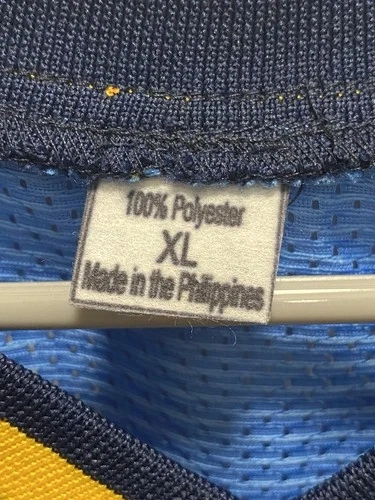 100% Polyester
XL
Made in the Philippines